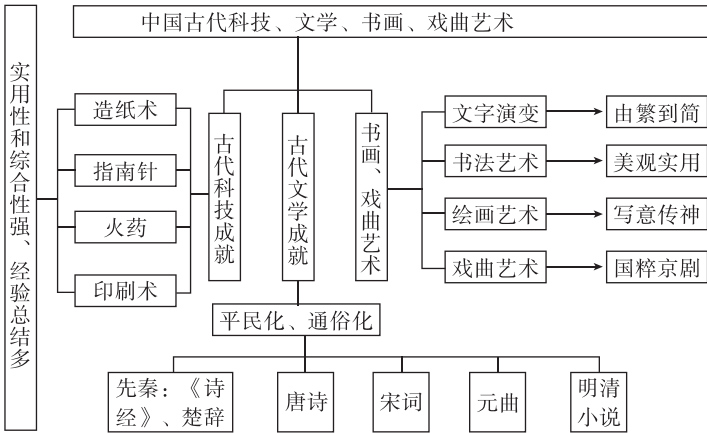 中国古代科技、文学、书画、戏曲艺术
实用性和综合性强、经验总结多
造纸术
指南针
火药
印刷术
古代科技成就
古代文学成就
书画、戏曲艺术
文字演变
由繁到简
书法艺术
美观实用
绘画艺术
写意传神
戏曲艺术
国粹京剧
平民化、通俗化
先秦：《诗
经》、楚辞
唐诗
宋词
元曲
明清
小说